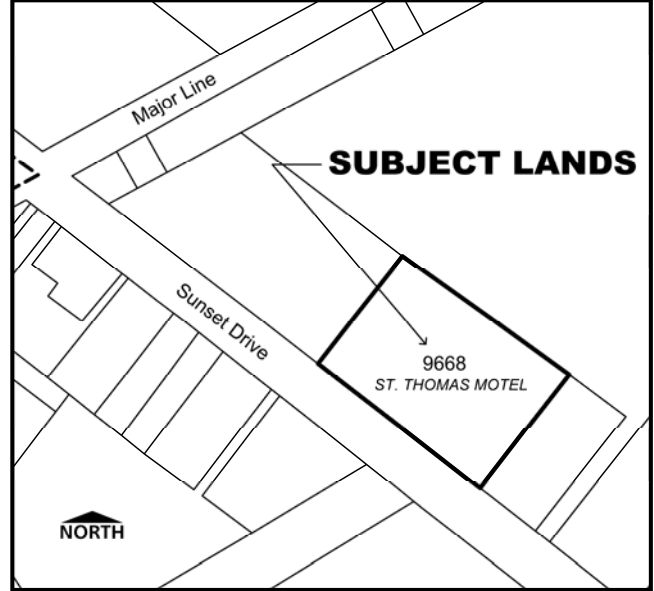 Major Line
SUBJECT LANDS
Sunset Drive
9668
ST. THOMAS MOTEL
NORTH